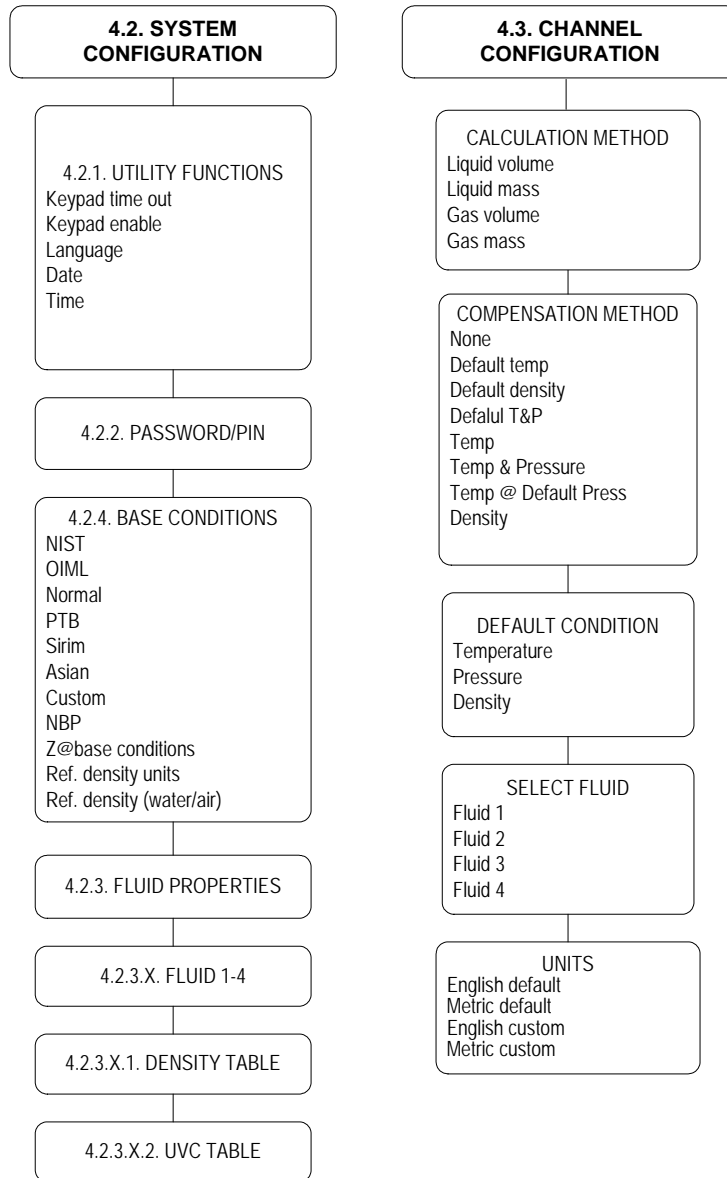 4.2. SYSTEM
CONFIGURATION
4.2.1. UTILITY FUNCTIONS
Keypad time out
Keypad enable
Language
Date
Time
4.2.2. PASSWORD/PIN
4.2.4. BASE CONDITIONS
NIST
OIML
Normal
PTB
Sirim
Asian
Custom
NBP
Z@base conditions
Ref. density units
Ref. density (water/air)
4.2.3. FLUID PROPERTIES
4.2.3.X. FLUID 1-4
4.2.3.X.1. DENSITY TABLE
4.2.3.X.2. UVC TABLE
4.3. CHANNEL
CONFIGURATION
CALCULATION METHOD
Liquid volume
Liquid mass
Gas volume
Gas mass
COMPENSATION METHOD
None
Default temp
Default density
Defalul T&P
Temp
Temp & Pressure
Temp @ Default Press
Density
DEFAULT CONDITION
Temperature
Pressure
Density
SELECT FLUID
Fluid 1
Fluid 2
Fluid 3
Fluid 4
UNITS
English default
Metric default
English custom
Metric custom